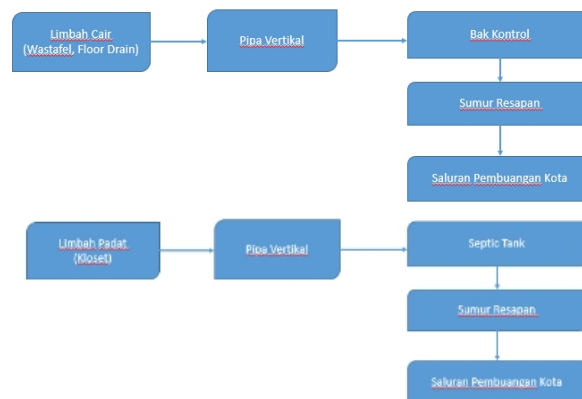 Limbah Cair
(Wastafel, Floor Drain)
Pipa Vertikal
Bak Kontrol
Sumur Resapan
Saluran Pembuangan Kota
Limbah Padat
(Kloset)
Pipa Vertikal
Septic Tank
Sumur Resapan
Saluran Pembuangan Kota